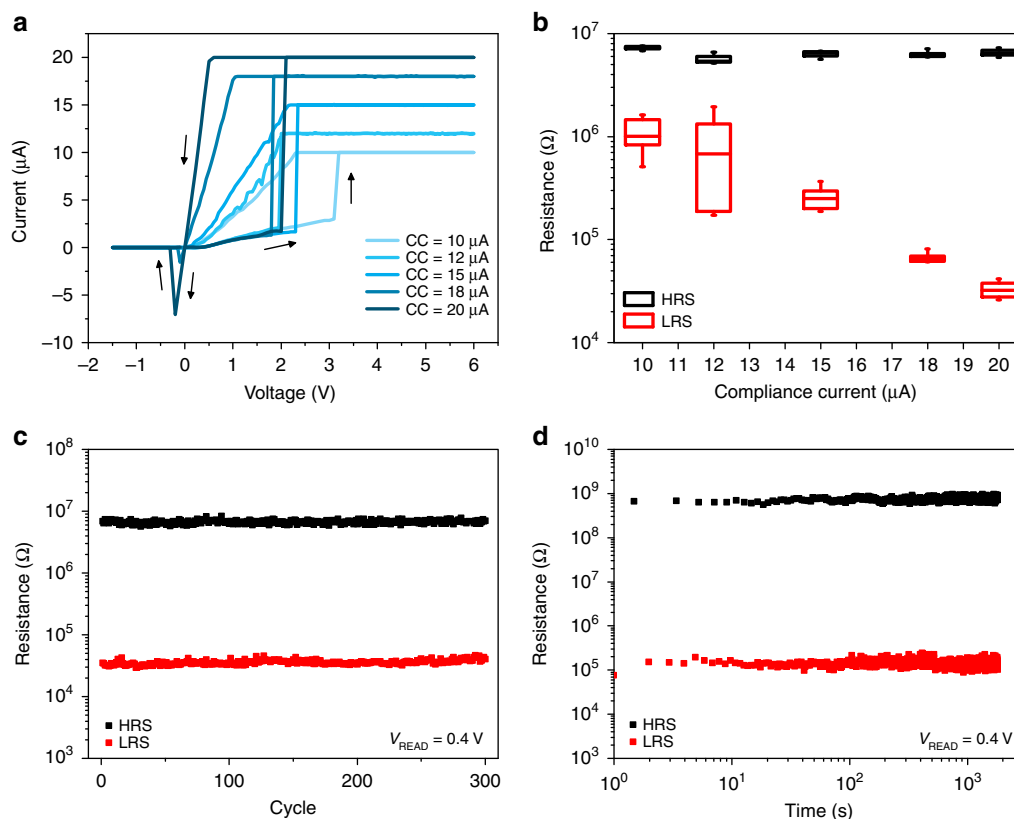 a
20
15
10
5
0
−5
−10
−2
−1
0
1
2
3
4
5
6
Current (µA)
Voltage (V)
CC = 10 µA
CC = 12 µA
CC = 15 µA
CC = 18 µA
CC = 20 µA
b
10⁷
10⁶
10⁵
10⁴
10 11 12 13 14 15 16 17 18 19 20
Resistance (Ω)
Compliance current (µA)
HRS
LRS
c
10⁸
10⁷
10⁶
10⁵
10⁴
10³
0 100 200 300
Resistance (Ω)
Cycle
HRS
LRS
V_READ = 0.4 V
d
10¹⁰
10⁹
10⁸
10⁷
10⁶
10⁵
10⁴
10³
10² 
10⁰ 10¹ 10² 10³
Resistance (Ω)
Time (s)
HRS
LRS
V_READ = 0.4 V